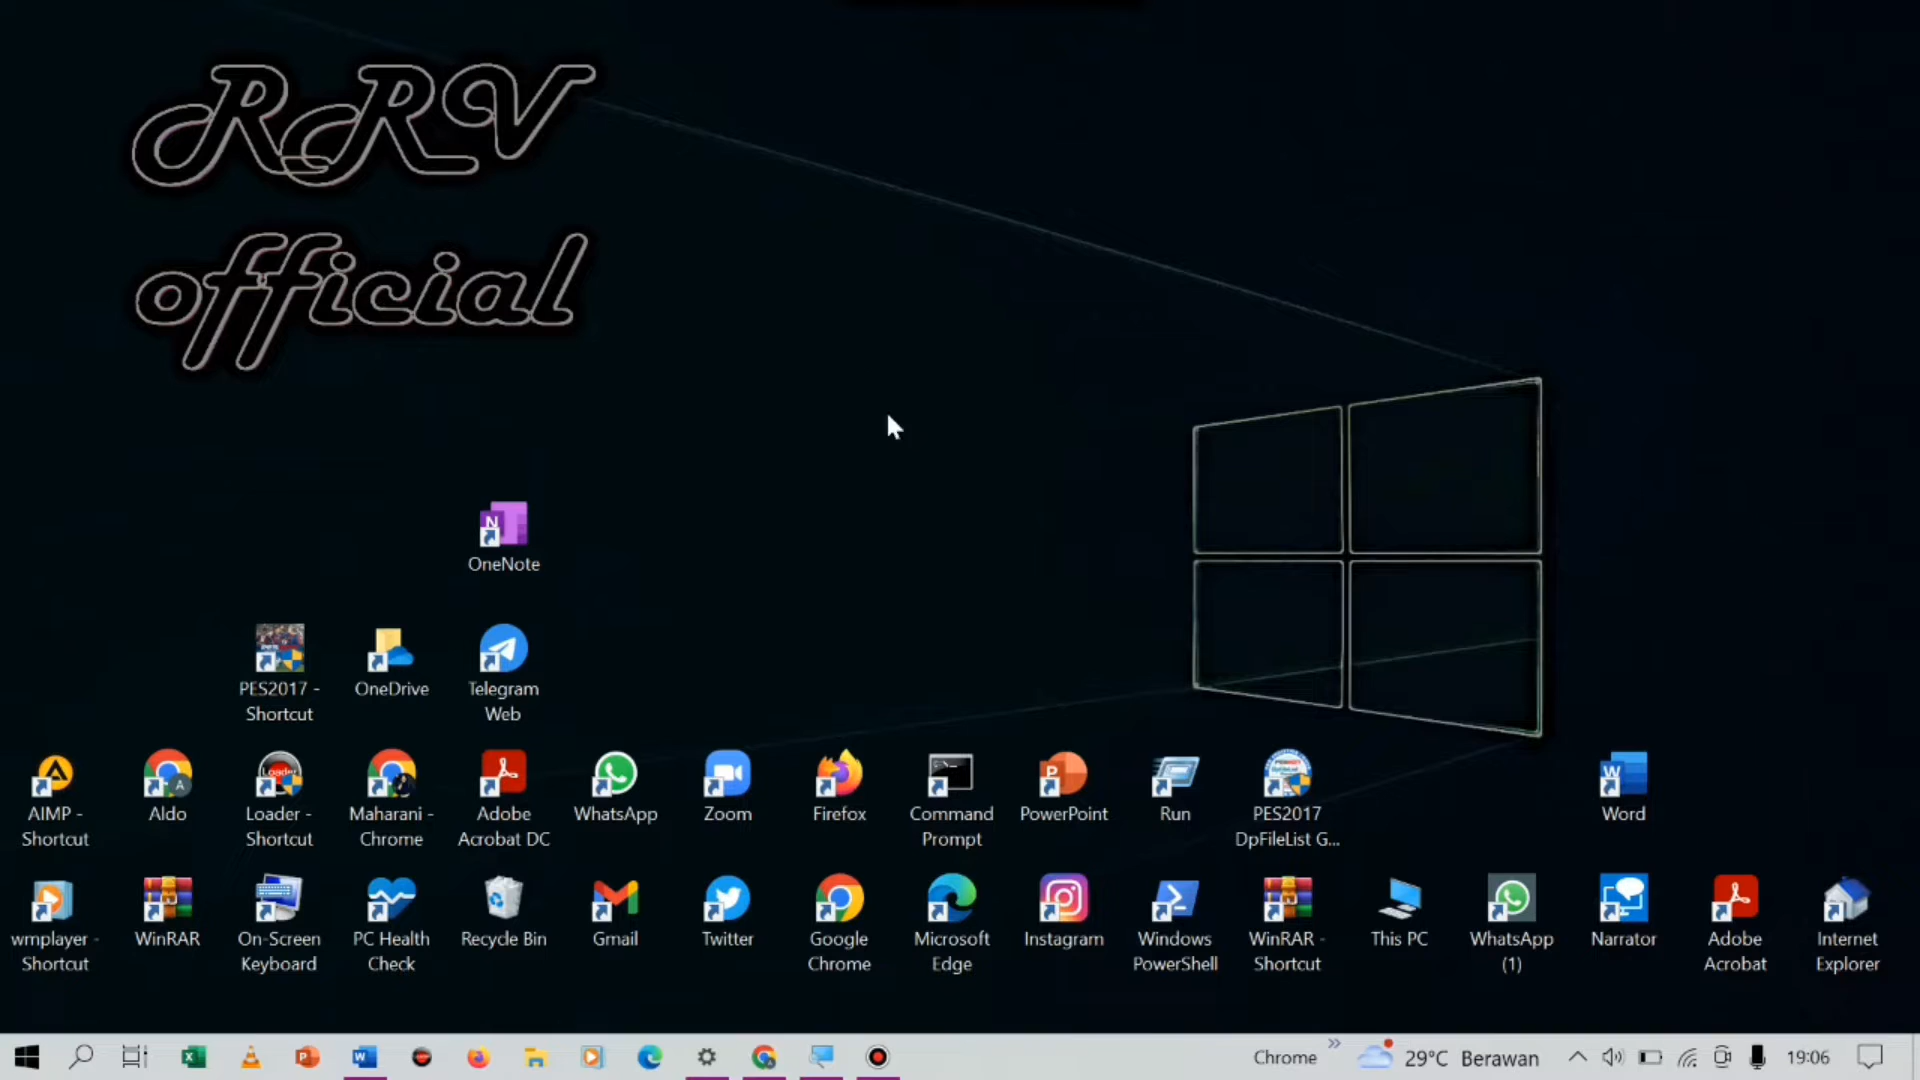 RRV
official
OneNote
PES2017 -
Shortcut
OneDrive
Telegram
Web
AIMP -
Shortcut
Aldo
Loader -
Shortcut
Maharani -
Chrome
Adobe
Acrobat DC
WhatsApp
Zoom
Firefox
Command
Prompt
PowerPoint
Run
PES2017
DpFileList G...
Word
wmplayer -
Shortcut
WinRAR
On-Screen
Keyboard
PC Health
Check
Recycle Bin
Gmail
Twitter
Google
Chrome
Microsoft
Edge
Instagram
Windows
PowerShell
WinRAR -
Shortcut
This PC
WhatsApp
(1)
Narrator
Adobe
Acrobat
Internet
Explorer
Chrome
29°C Berawan
19:06